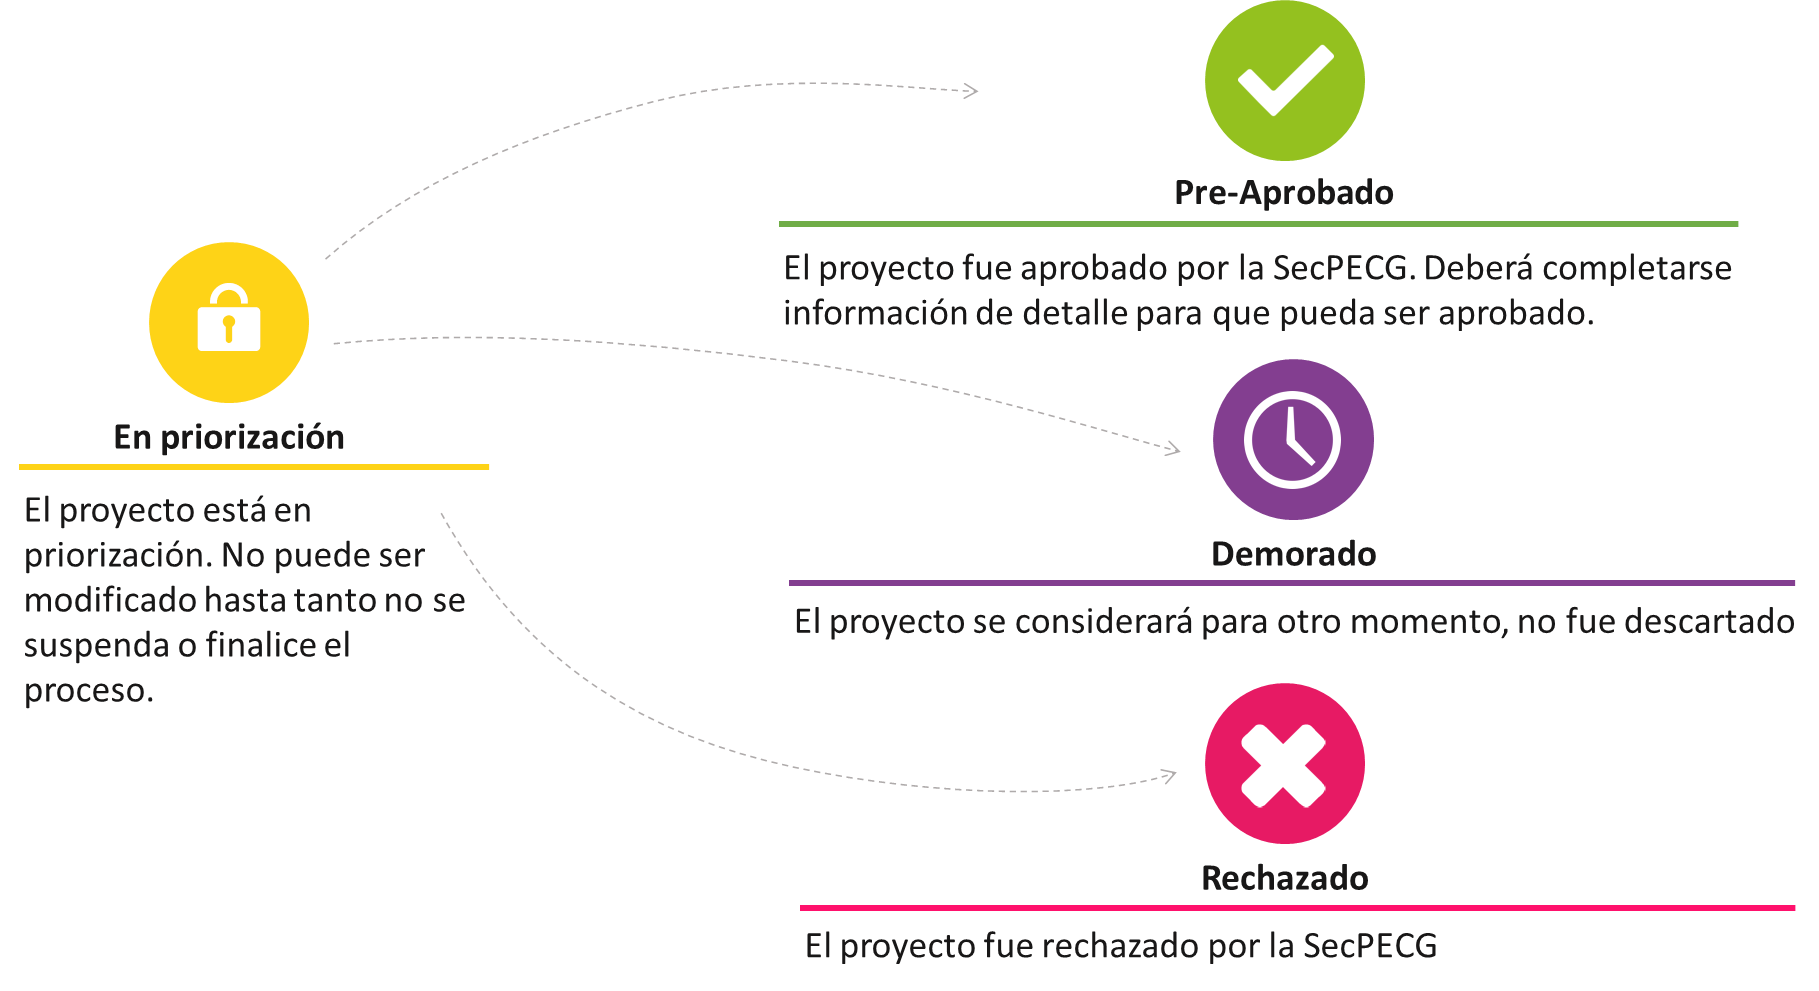 En priorización
El proyecto está en
priorización. No puede ser
modificado hasta tanto no se
suspenda o finalice el
proceso.
Pre-Aprobado
El proyecto fue aprobado por la SecPECG. Deberá completarse
información de detalle para que pueda ser aprobado.
Demorado
El proyecto se considerará para otro momento, no fue descartado
Rechazado
El proyecto fue rechazado por la SecPECG